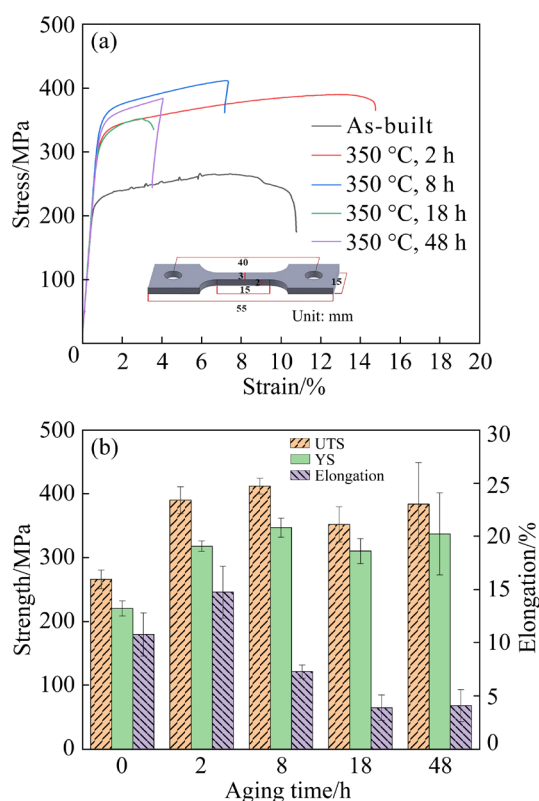 (a)
500
400
300
200
100
0
Stress/MPa
As-built
350 °C, 2 h
350 °C, 8 h
350 °C, 18 h
350 °C, 48 h
40
3
2
15
15
55
Unit: mm
2 4 6 8 10 12 14 16 18 20
Strain/%
(b)
500
400
300
200
100
0
Strength/MPa
UTS
YS
Elongation
30
25
20
15
10
5
0
Elongation/%
0 2 8 18 48
Aging time/h